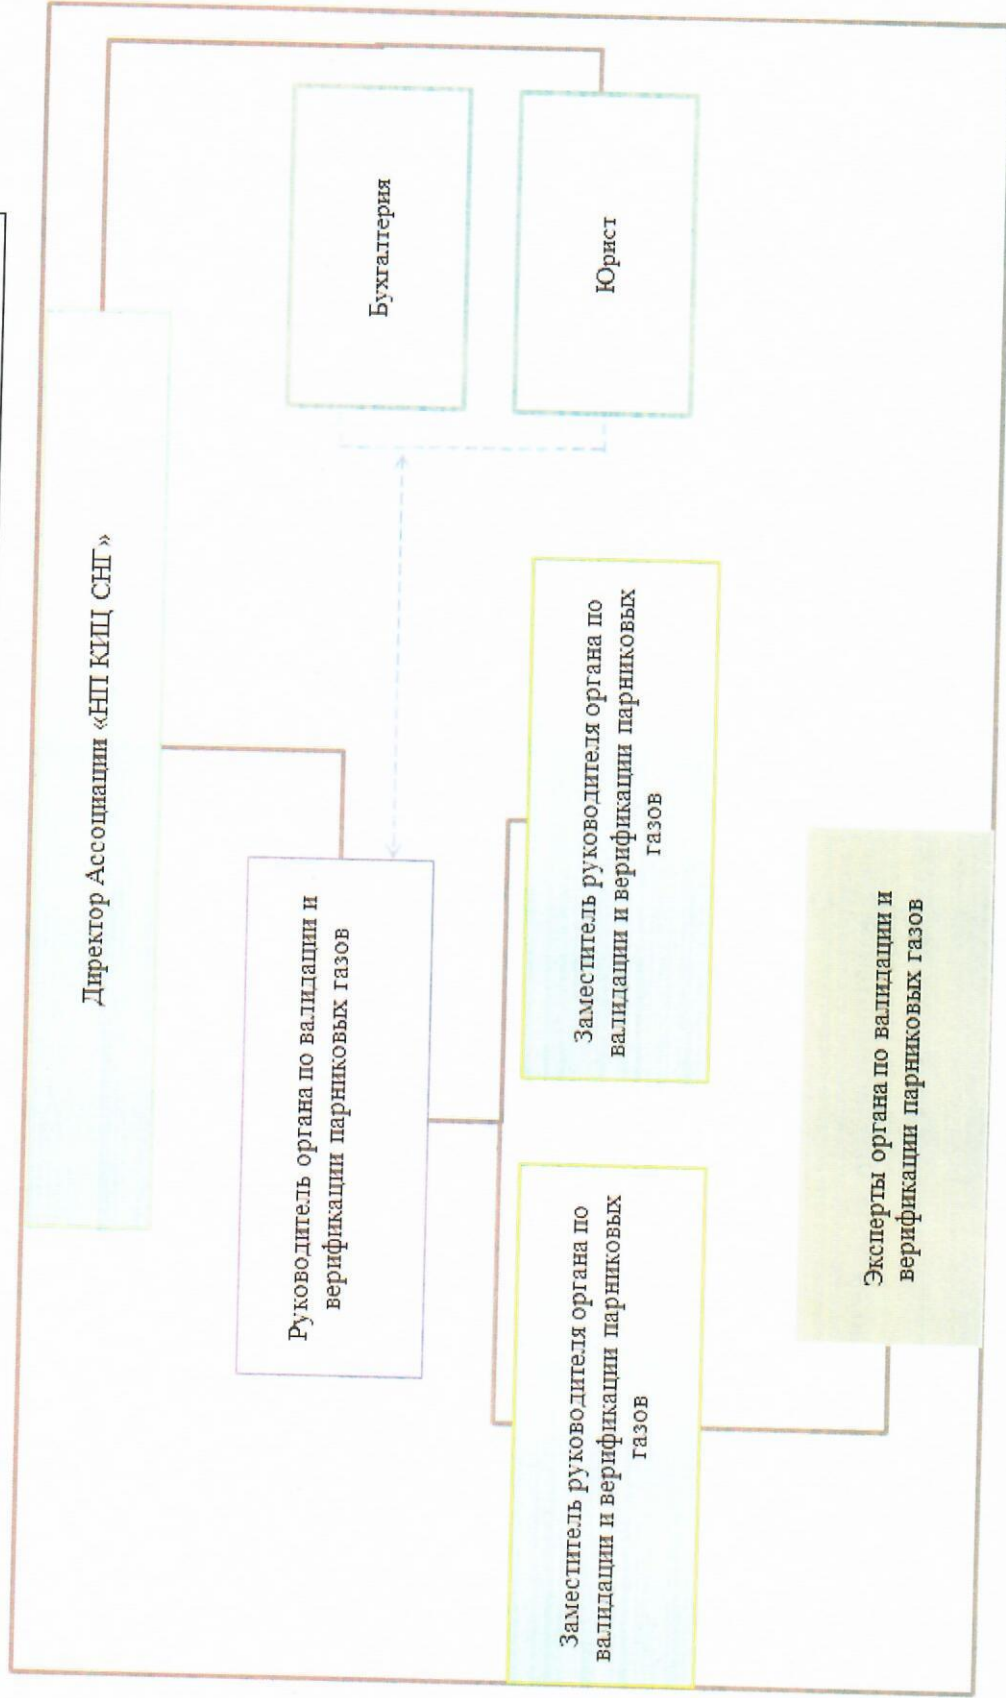 Директор Ассоциации «НП КИЦ СНГ»
Руководитель органа по валидации и
верификации парниковых газов
Бухгалтерия
Юрист
Заместитель руководителя органа по
валидации и верификации парниковых
газов
Заместитель руководителя органа по
валидации и верификации парниковых
газов
Эксперты органа по валидации и
верификации парниковых газов